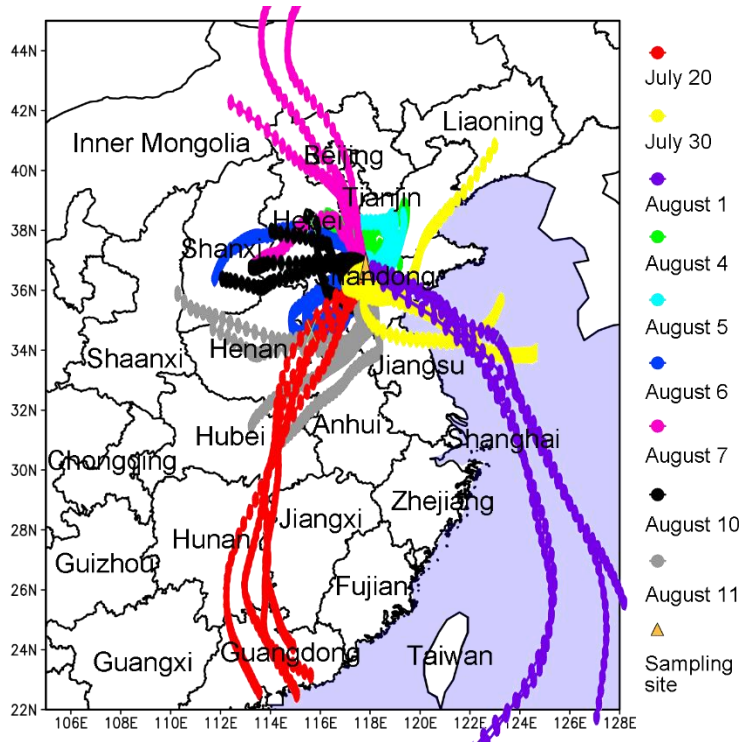 44N
42N
Inner Mongolia
Liaoning
Beijing
40N
Tianjin
Hebei
38N
Shanxi
Shandong
36N
Henan
34N
Shaanxi
Jiangsu
32N
Hubei
Anhui
Shanghai
Chongqing
30N
Zhejiang
Jiangxi
28N
Hunan
Guizhou
26N
Fujian
24N
Guangdong
Taiwan
Guangxi
22N
106E 108E 110E 112E 114E 116E 118E 120E 122E 124E 126E 128E
July 20
July 30
August 1
August 4
August 5
August 6
August 7
August 10
August 11
Sampling
site